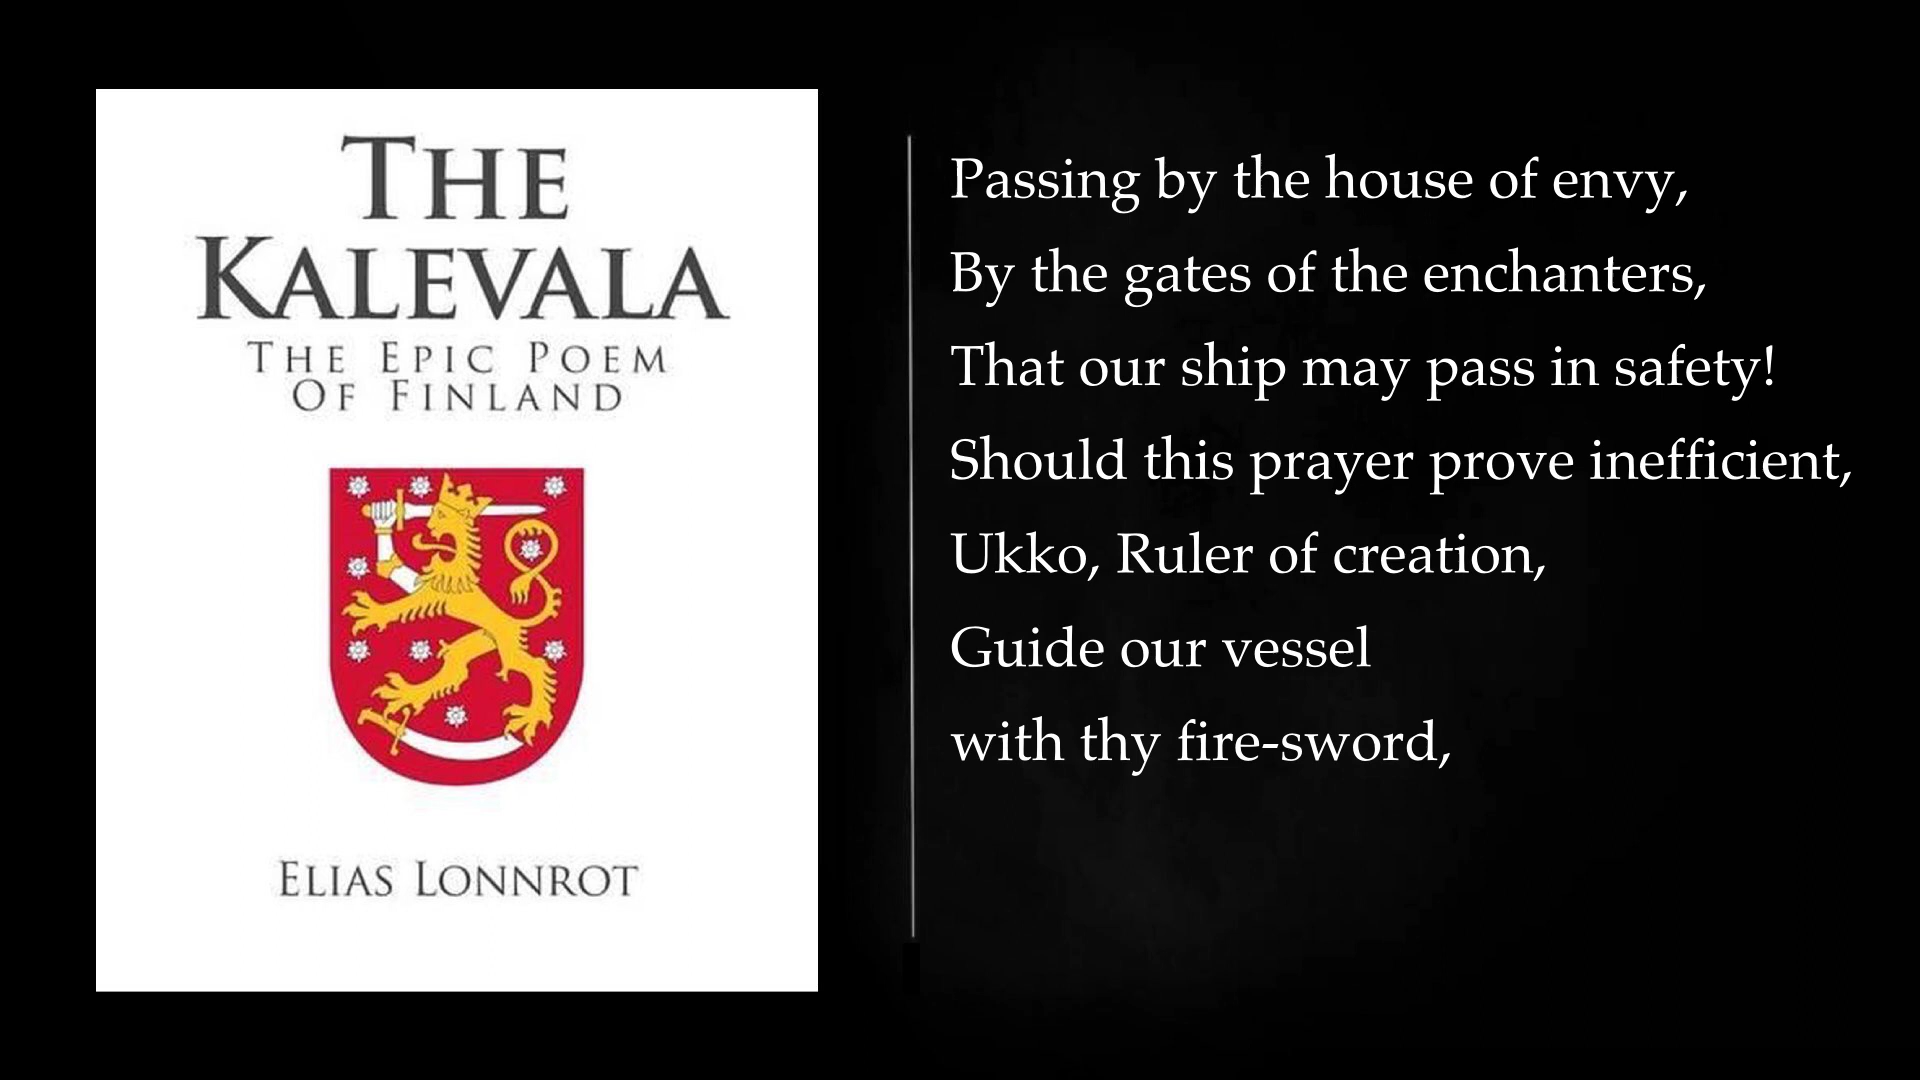 THE
KALEVALA
THE EPIC POEM
OF FINLAND
ELIAS LONNROT
Passing by the house of envy,
By the gates of the enchanters,
That our ship may pass in safety!
Should this prayer prove inefficient,
Ukko, Ruler of creation,
Guide our vessel
with thy fire-sword,